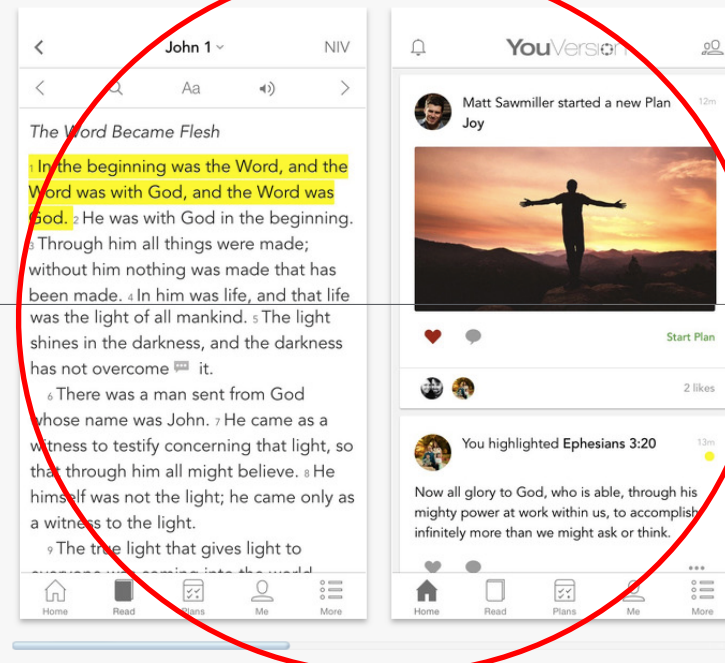 John 1
NIV
Aa
The Word Became Flesh
1 In the beginning was the Word, and the
Word was with God, and the Word was
God. 2 He was with God in the beginning.
3 Through him all things were made;
without him nothing was made that has
been made. 4 In him was life, and that life
was the light of all mankind. 5 The light
shines in the darkness, and the darkness
has not overcome it.
6 There was a man sent from God
whose name was John. 7 He came as a
witness to testify concerning that light, so
that through him all might believe. 8 He
himself was not the light; he came only as
a witness to the light.
9 The true light that gives light to
everyone was coming into the world
Home
Read
Plans
Me
More
YouVersion
Matt Sawmiller started a new Plan
12m
Joy
Start Plan
2 likes
You highlighted Ephesians 3:20
13m
Now all glory to God, who is able, through his
mighty power at work within us, to accomplish
infinitely more than we might ask or think.
Home
Read
Plans
Me
More